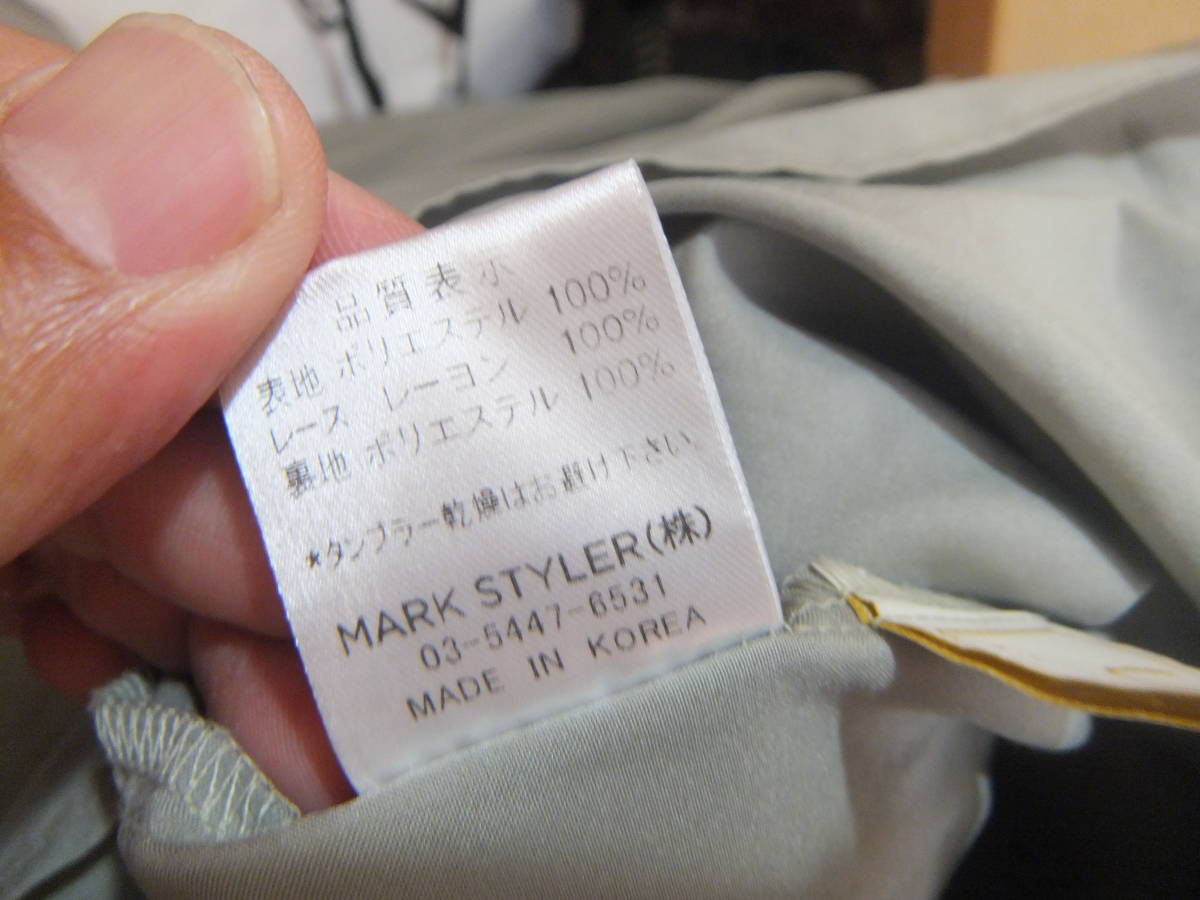 品質表示
表地 ポリエステル 100%
レース レーヨン 100%
裏地 ポリエステル 100%
*タンブラー乾燥はお避け下さい、
MARK STYLER(株)
03-5447-6531
MADE IN KOREA